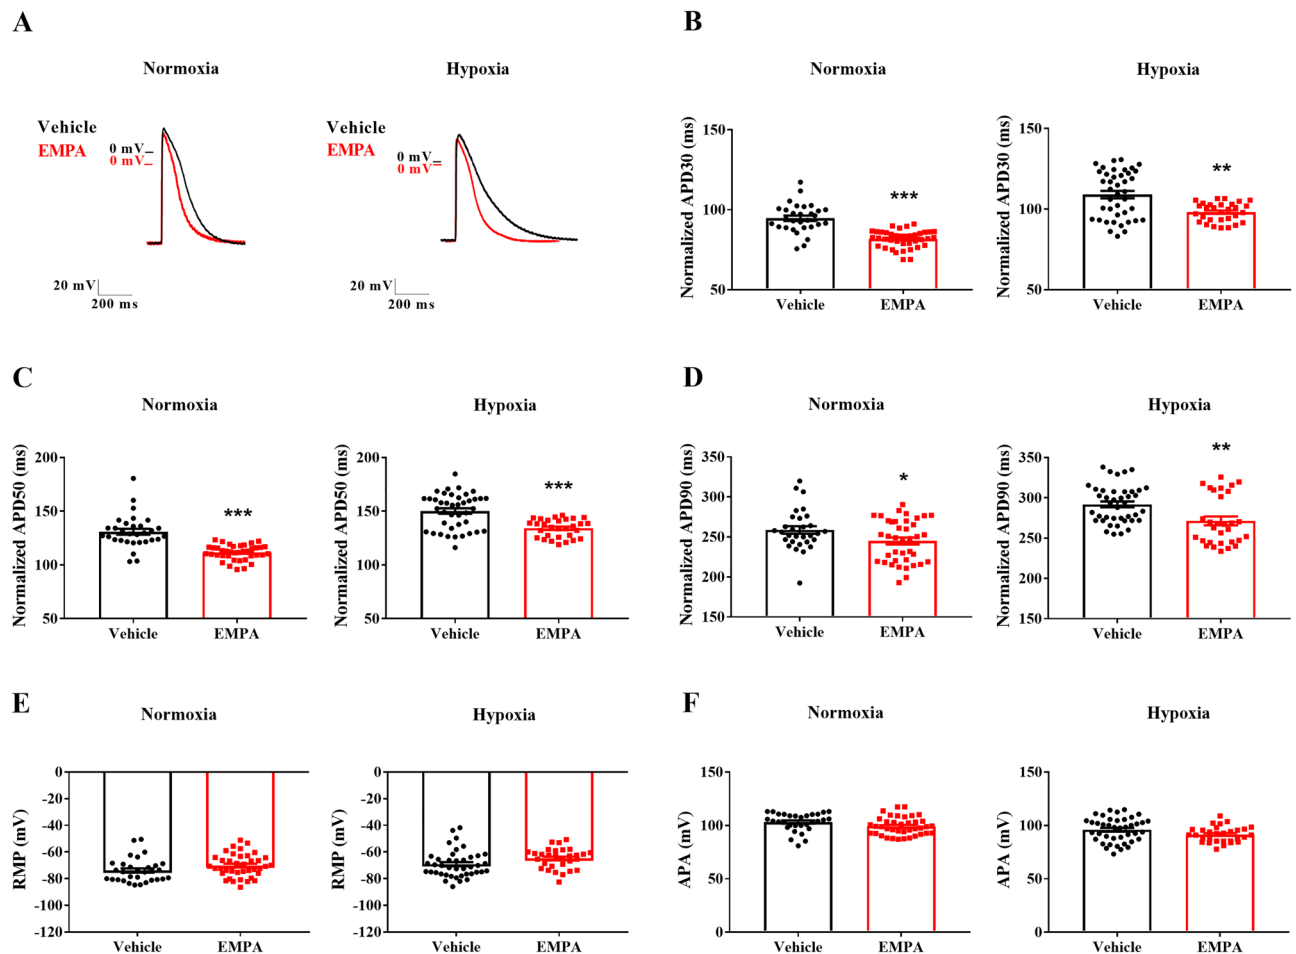 A
Normoxia
Hypoxia
Vehicle
EMPA
0 mV
0 mV
20 mV
200 ms
Vehicle
EMPA
0 mV
0 mV
20 mV
200 ms
B
Normoxia
Normalized APD30 (ms)
150
100
50
***
Vehicle
EMPA
Hypoxia
Normalized APD30 (ms)
150
100
50
**
Vehicle
EMPA
C
Normoxia
Normalized APD50 (ms)
200
150
100
50
***
Vehicle
EMPA
Hypoxia
Normalized APD50 (ms)
200
150
100
50
***
Vehicle
EMPA
D
Normoxia
Normalized APD90 (ms)
350
300
250
200
150
*
Vehicle
EMPA
Hypoxia
Normalized APD90 (ms)
350
300
250
200
150
**
Vehicle
EMPA
E
Normoxia
RMP (mV)
0
-20
-40
-60
-80
-100
-120
Vehicle
EMPA
Hypoxia
RMP (mV)
0
-20
-40
-60
-80
-100
-120
Vehicle
EMPA
F
Normoxia
APA (mV)
150
100
50
0
Vehicle
EMPA
Hypoxia
APA (mV)
150
100
50
0
Vehicle
EMPA